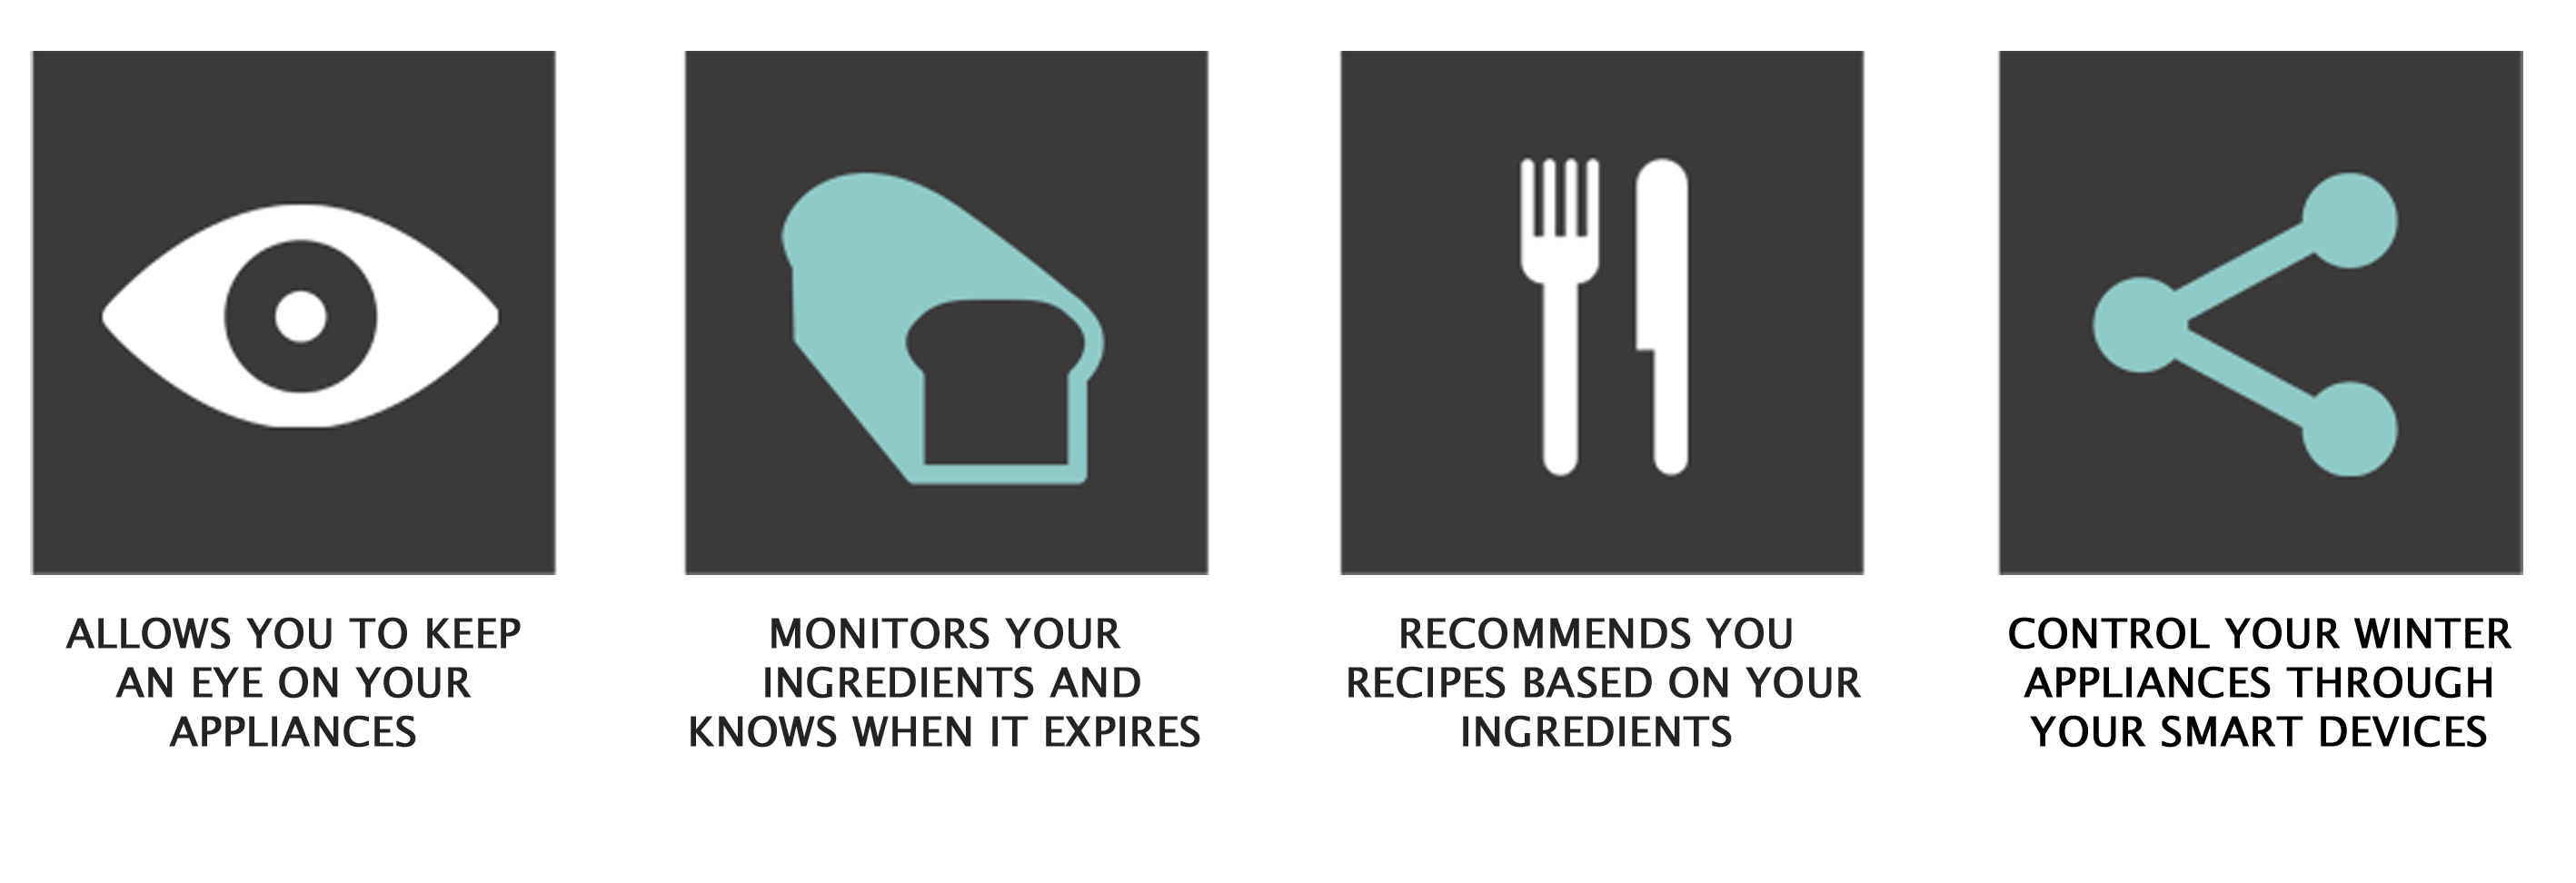 ALLOWS YOU TO KEEP
AN EYE ON YOUR
APPLIANCES
MONITORS YOUR
INGREDIENTS AND
KNOWS WHEN IT EXPIRES
RECOMMENDS YOU
RECIPES BASED ON YOUR
INGREDIENTS
CONTROL YOUR WINTER
APPLIANCES THROUGH
YOUR SMART DEVICES